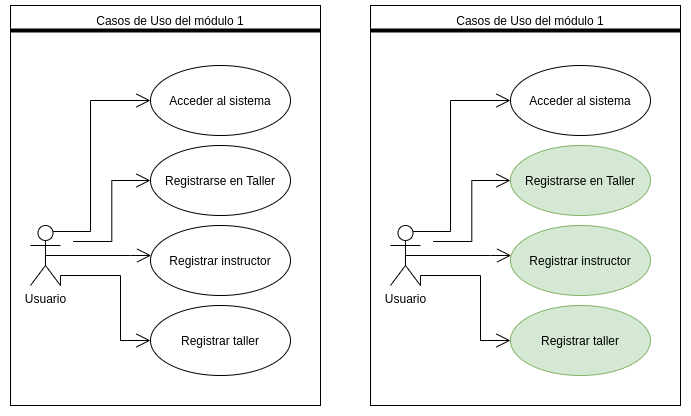 Casos de Uso del módulo 1
Acceder al sistema
Registrarse en Taller
Registrar instructor
Usuario
Registrar taller
Casos de Uso del módulo 1
Acceder al sistema
Registrarse en Taller
Registrar instructor
Usuario
Registrar taller